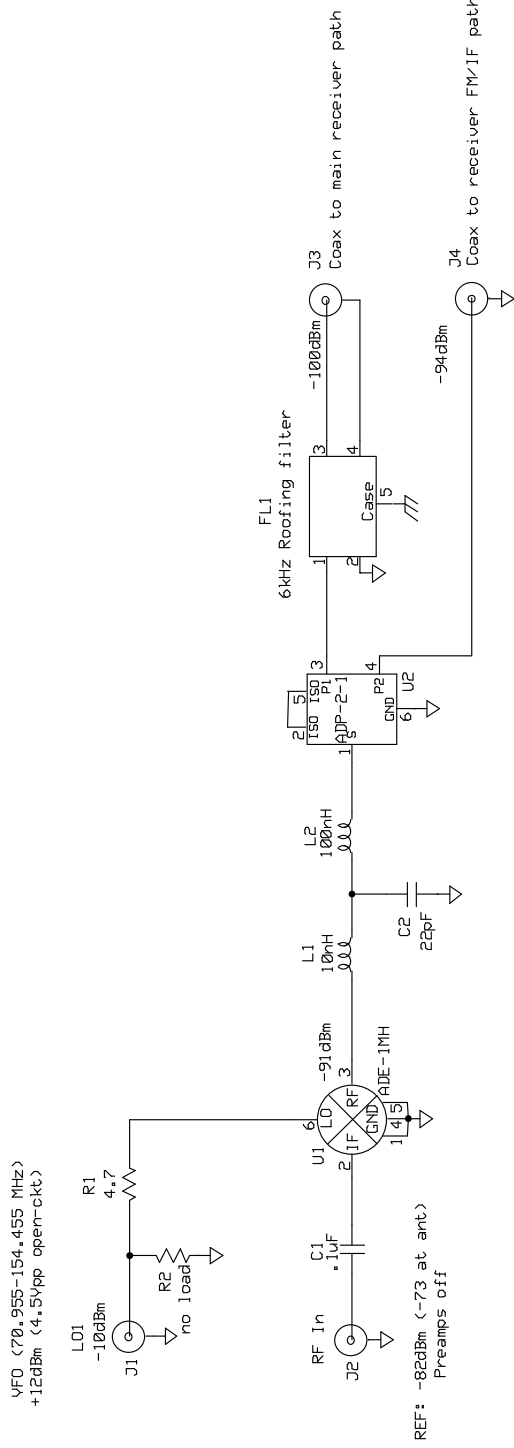 VFO (70.955-154.455 MHz)
+12dBm (4.5Vpp open-ckt)
LO1
-10dBm
J1
R1
4.7
R2
no load
RF In
J2
C1
.1uF
REF: -82dBm (-73 at ant)
Preamps off
U1
6
LO
2
IF
RF
3
GND
1
4
5
ADE-1MH
-91dBm
L1
10nH
L2
100nH
C2
22pF
2
5
ISO
ISO
ADP-2-1
1
S
P1
3
P2
4
GND
6
U2
FL1
6kHz Roofing filter
1
3
2
4
Case
5
-100dBm
J3
Coax to main receiver path
-94dBm
J4
Coax to receiver FM/IF path